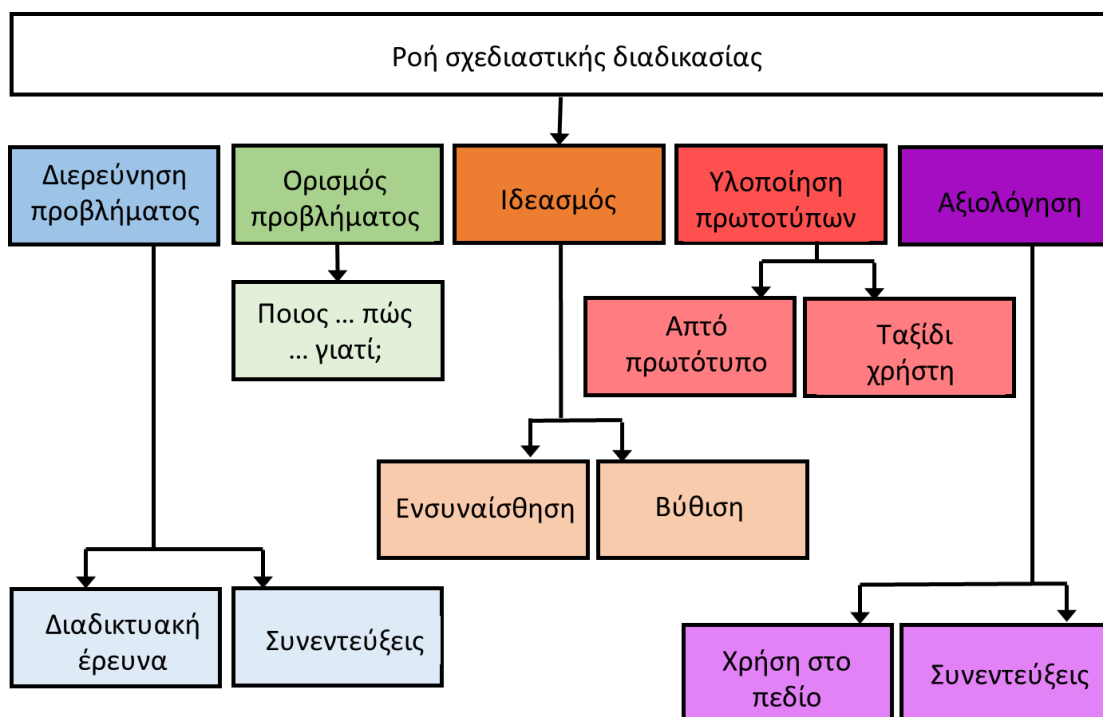 Ροή σχεδιαστικής διαδικασίας
Διερεύνηση
προβλήματος
Ορισμός
προβλήματος
Ιδεασμός
Υλοποίηση
πρωτοτύπων
Αξιολόγηση
Ποιος ... πώς
... γιατί;
Απτό
πρωτότυπο
Ταξίδι
χρήστη
Ενσυναίσθηση
Βύθιση
Διαδικτυακή
έρευνα
Συνεντεύξεις
Χρήση στο
πεδίο
Συνεντεύξεις